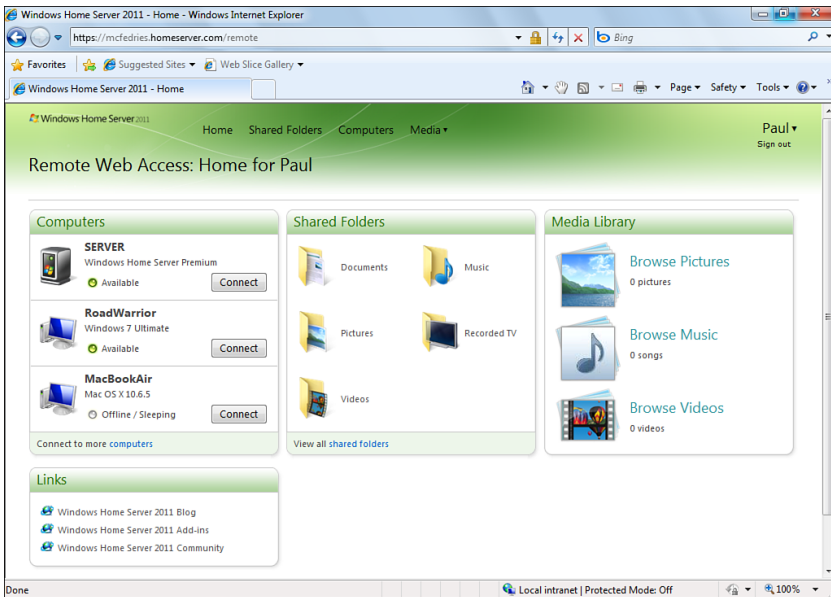 Windows Home Server 2011 - Home - Windows Internet Explorer
https://mcfedries.homeserver.com/remote
Bing
Favorites Suggested Sites Web Slice Gallery
Windows Home Server 2011 - Home
Page Safety Tools
Windows Home Server 2011
Home Shared Folders Computers Media
Paul
Sign out
Remote Web Access: Home for Paul
Computers
SERVER
Windows Home Server Premium
Available
Connect
RoadWarrior
Windows 7 Ultimate
Available
Connect
MacBookAir
Mac OS X 10.6.5
Offline / Sleeping
Connect
Connect to more computers
Shared Folders
Documents
Music
Pictures
Recorded TV
Videos
View all shared folders
Media Library
Browse Pictures
0 pictures
Browse Music
0 songs
Browse Videos
0 videos
Links
Windows Home Server 2011 Blog
Windows Home Server 2011 Add-ins
Windows Home Server 2011 Community
Done
Local intranet | Protected Mode: Off
100%